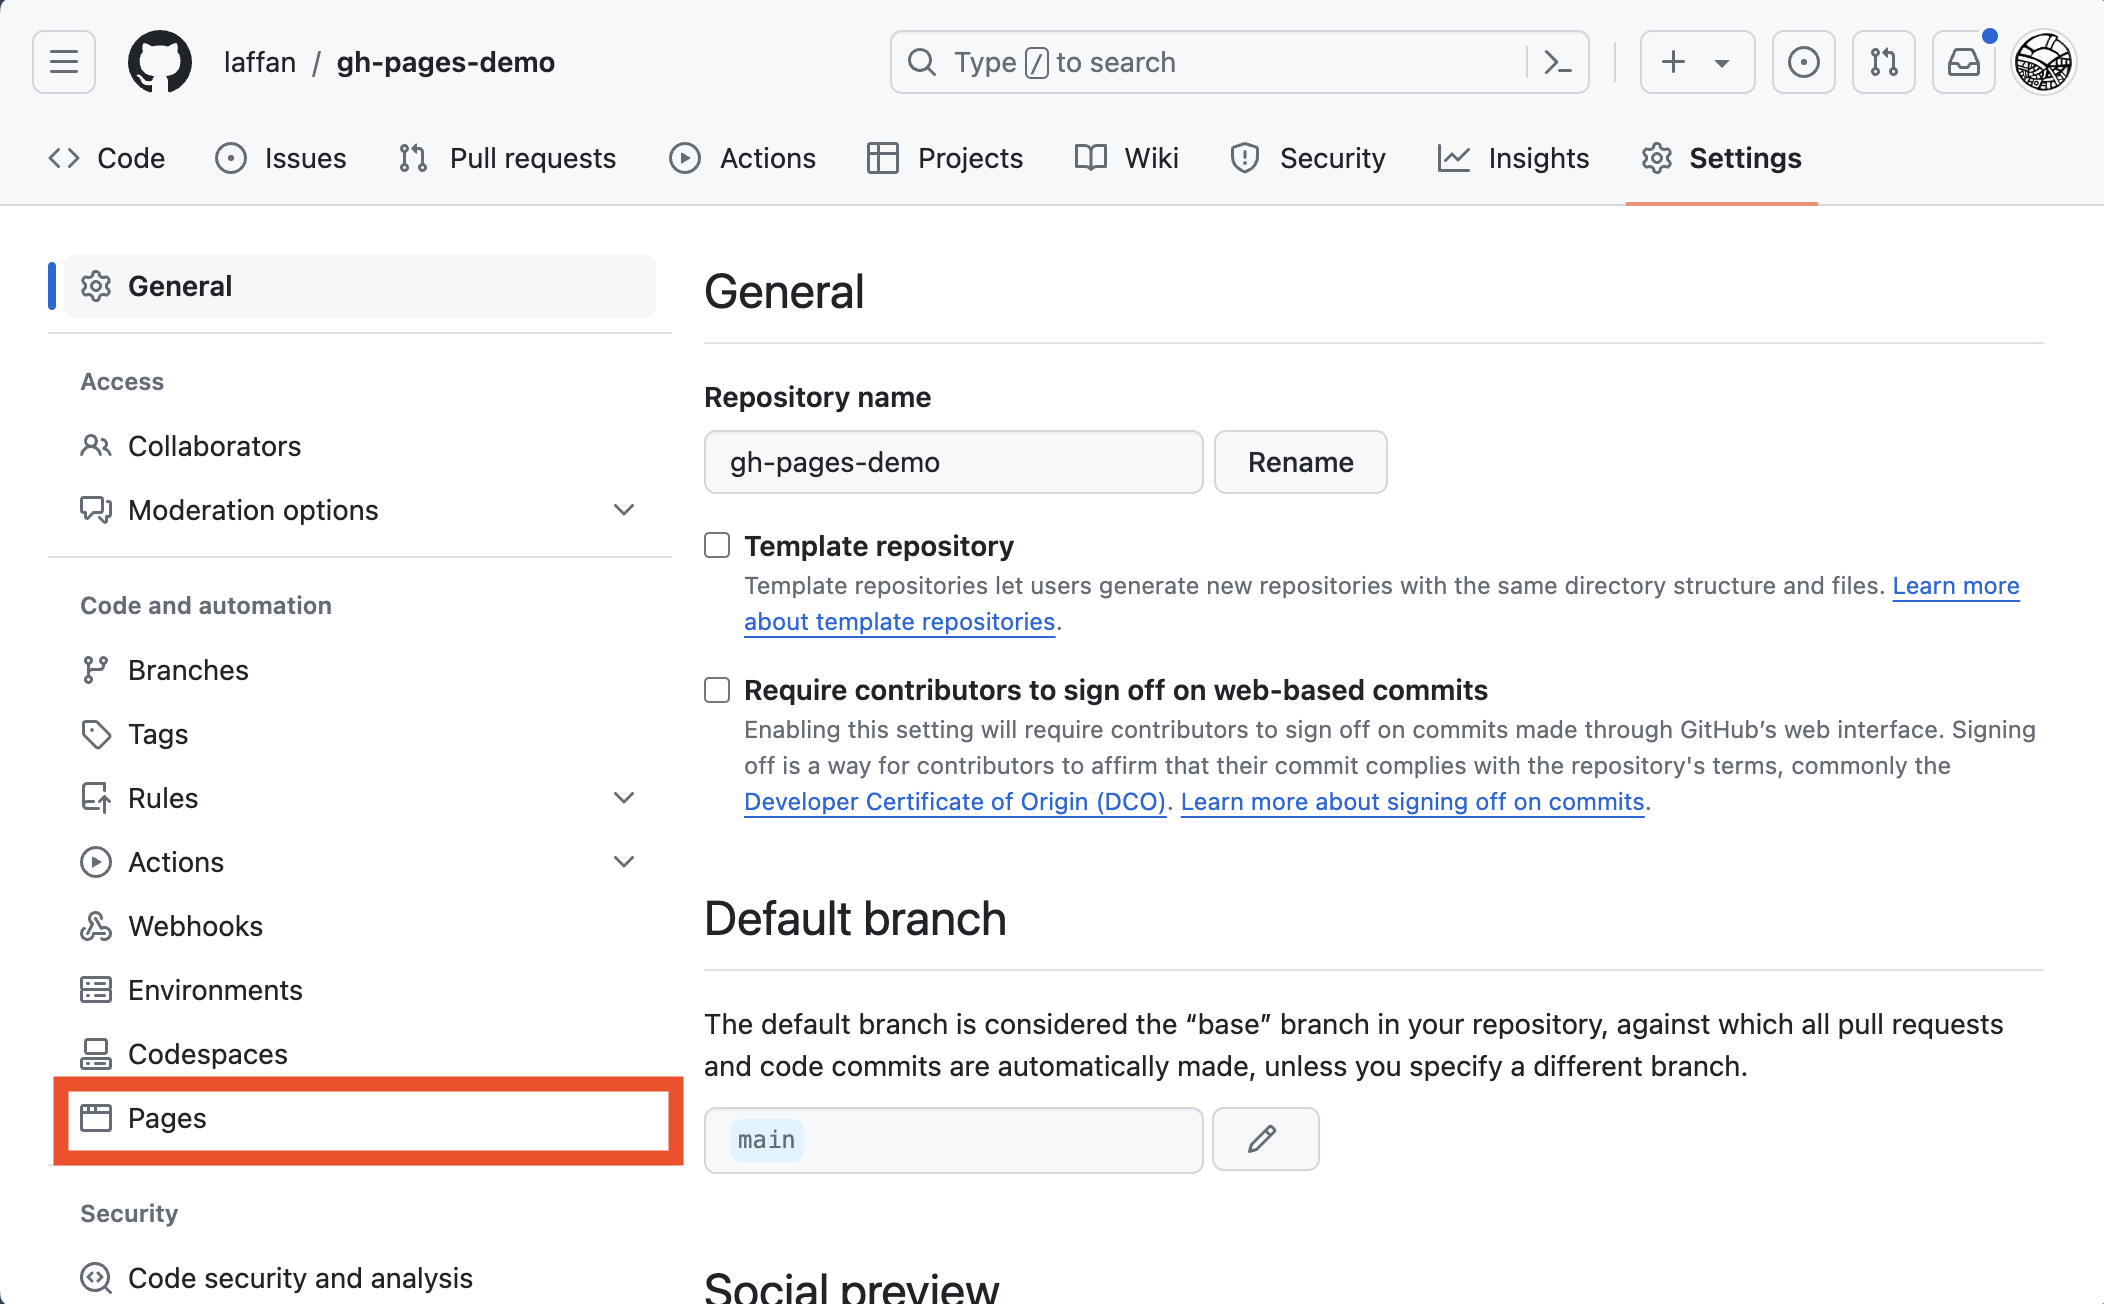 laffan / gh-pages-demo
Type / to search
Code
Issues
Pull requests
Actions
Projects
Wiki
Security
Insights
Settings
General
Access
Collaborators
Moderation options
Code and automation
Branches
Tags
Rules
Actions
Webhooks
Environments
Codespaces
Pages
Security
Code security and analysis
General
Repository name
gh-pages-demo
Rename
Template repository
Template repositories let users generate new repositories with the same directory structure and files. Learn more
about template repositories.
Require contributors to sign off on web-based commits
Enabling this setting will require contributors to sign off on commits made through GitHub’s web interface. Signing
off is a way for contributors to affirm that their commit complies with the repository's terms, commonly the
Developer Certificate of Origin (DCO). Learn more about signing off on commits.
Default branch
The default branch is considered the “base” branch in your repository, against which all pull requests
and code commits are automatically made, unless you specify a different branch.
main
Social preview